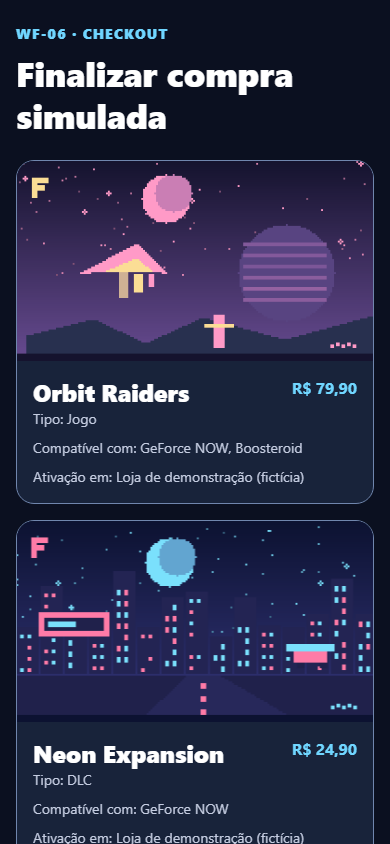 WF-06 · CHECKOUT
Finalizar compra
simulada
F
Orbit Raiders
R$ 79,90
Tipo: Jogo
Compatível com: GeForce NOW, Boosteroid
Ativação em: Loja de demonstração (fictícia)
F
Neon Expansion
R$ 24,90
Tipo: DLC
Compatível com: GeForce NOW
Ativação em: Loja de demonstração (fictícia)